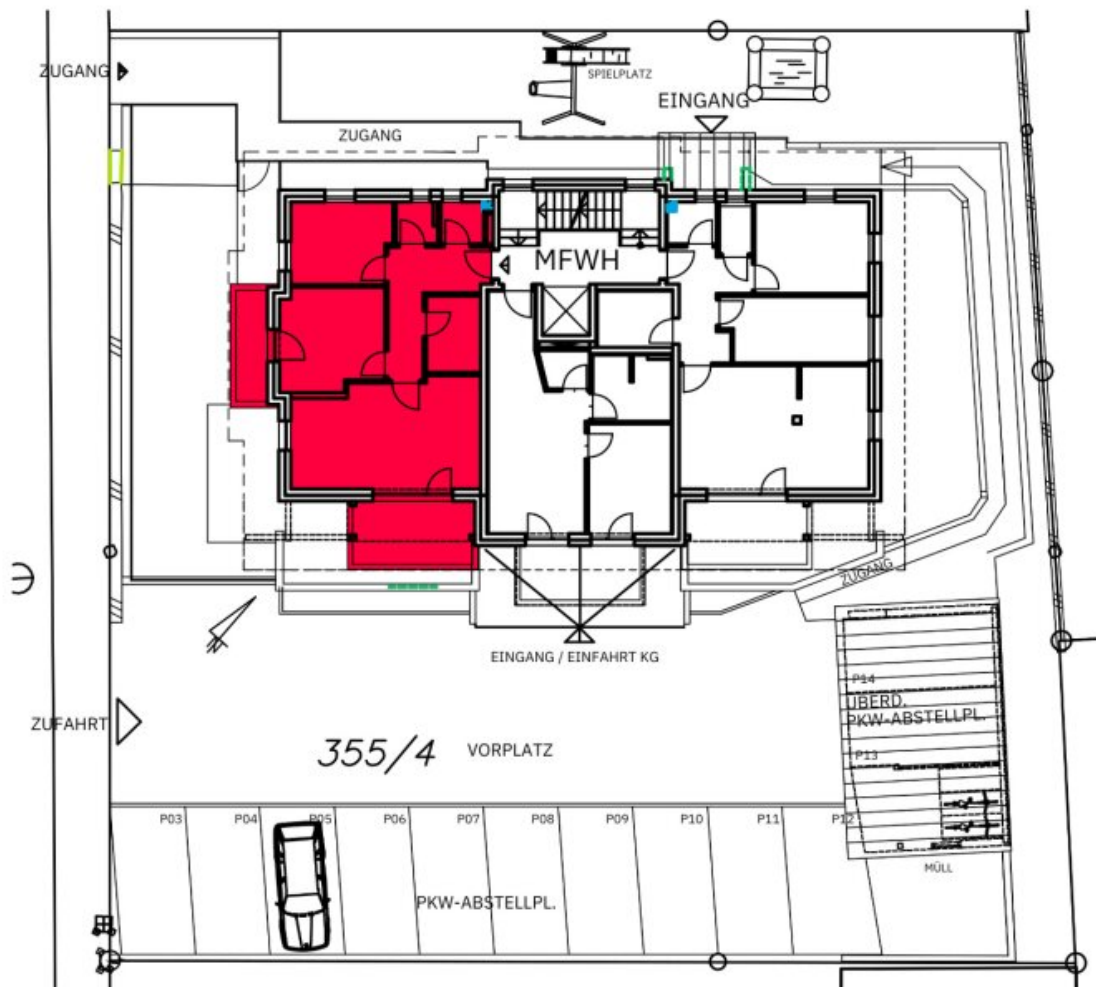 ZUGANG
SPIELPLATZ
EINGANG
ZUGANG
MFWH
ZUGANG
EINGANG / EINFAHRT KG
P14
ÜBERD.
PKW-ABSTELLPL.
ZUFAHRT
355/4
VORPLATZ
P13
P03
P04
P05
P06
P07
P08
P09
P10
P11
P12
MÜLL
PKW-ABSTELLPL.